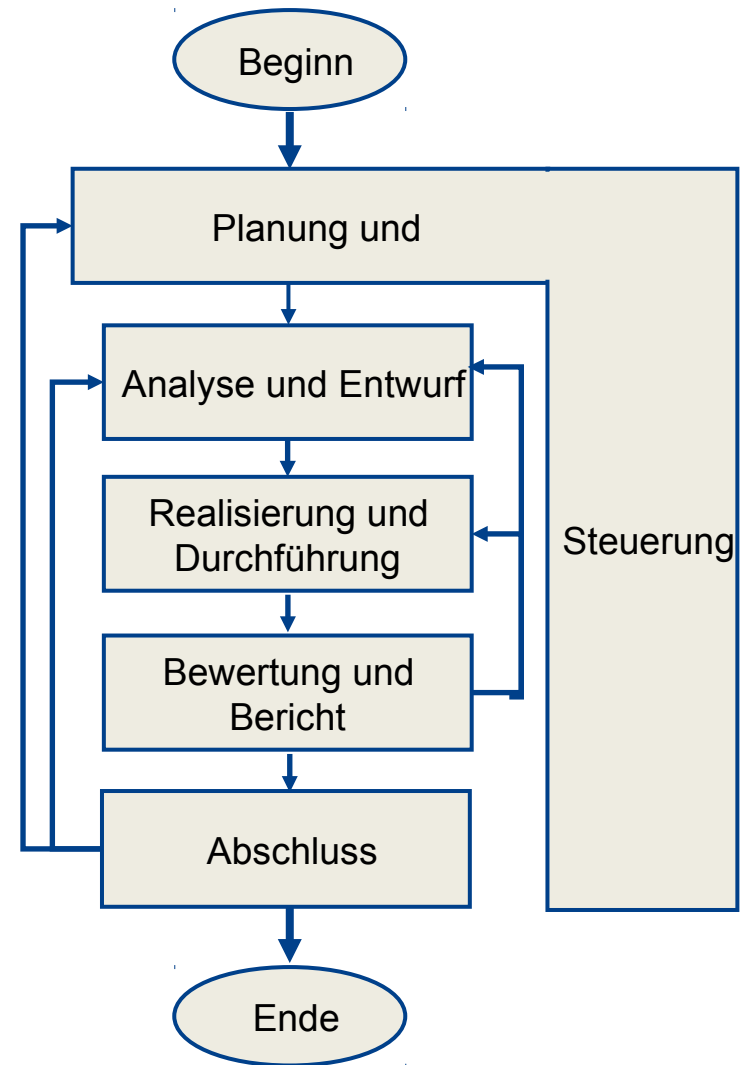 Beginn
Planung und
Analyse und Entwurf
Realisierung und
Durchführung
Steuerung
Bewertung und
Bericht
Abschluss
Ende